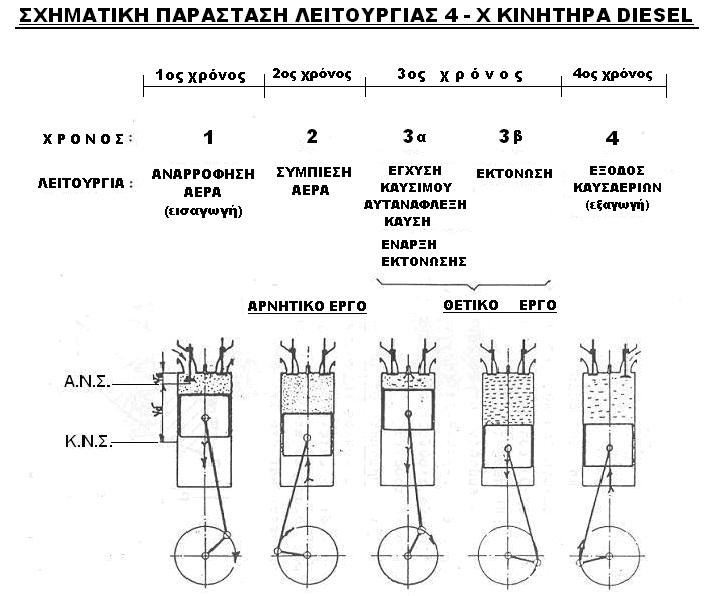 ΣΧΗΜΑΤΙΚΗ ΠΑΡΑΣΤΑΣΗ ΛΕΙΤΟΥΡΓΙΑΣ 4 - Χ ΚΙΝΗΤΗΡΑ DIESEL
1ος χρόνος 2ος χρόνος 3ος χρόνος 4ος χρόνος
ΧΡΟΝΟΣ: 1 2 3α 3β 4
ΛΕΙΤΟΥΡΓΙΑ:
ΑΝΑΡΡΟΦΗΣΗ
ΑΕΡΑ
(εισαγωγή)
ΣΥΜΠΙΕΣΗ
ΑΕΡΑ
ΕΓΧΥΣΗ
ΚΑΥΣΙΜΟΥ
ΑΥΤΑΝΑΦΛΕΞΗ
ΚΑΥΣΗ
ΕΝΑΡΞΗ
ΕΚΤΟΝΩΣΗΣ
ΕΚΤΟΝΩΣΗ
ΕΞΟΔΟΣ
ΚΑΥΣΑΕΡΙΩΝ
(εξαγωγή)
ΑΡΝΗΤΙΚΟ ΕΡΓΟ
ΘΕΤΙΚΟ ΕΡΓΟ
Α.Ν.Σ.
Κ.Ν.Σ.